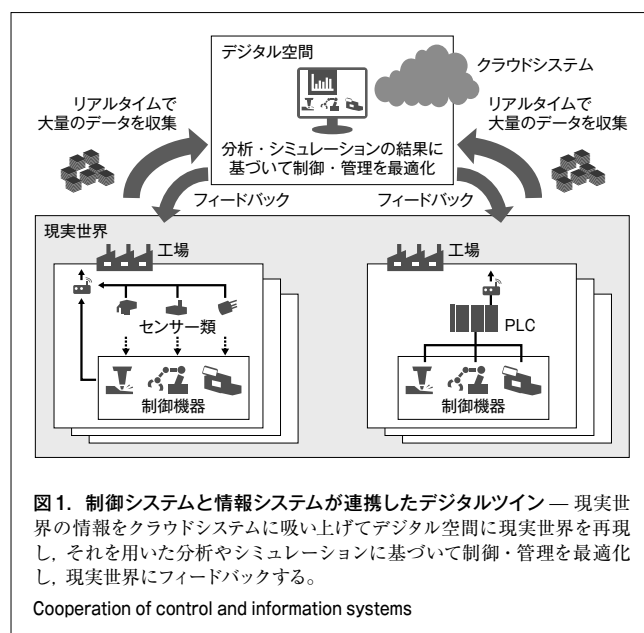 デジタル空間
クラウドシステム
リアルタイムで
大量のデータを収集
リアルタイムで
大量のデータを収集
分析・シミュレーションの結果に
基づいて制御・管理を最適化
フィードバック
フィードバック
現実世界
工場
工場
センサー類
PLC
制御機器
制御機器
図1. 制御システムと情報システムが連携したデジタルツイン — 現実世
界の情報をクラウドシステムに吸い上げてデジタル空間に現実世界を再現
し，それを用いた分析やシミュレーションに基づいて制御・管理を最適化
し，現実世界にフィードバックする。
Cooperation of control and information systems